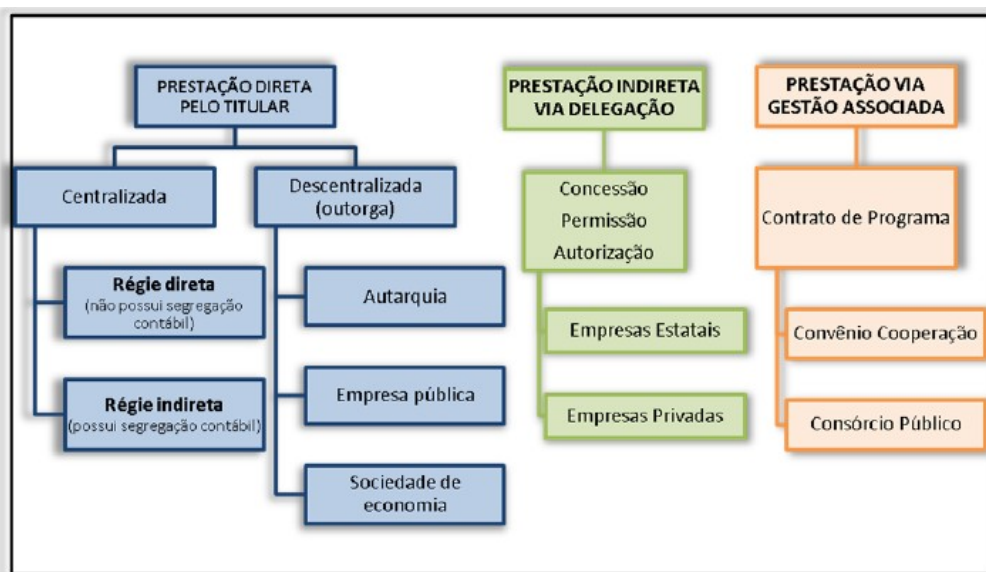 PRESTAÇÃO DIRETA
PELO TITULAR
Centralizada
Régie direta
(não possui segregação
contábil)
Régie indireta
(possui segregação contábil)
Descentralizada
(outorga)
Autarquia
Empresa pública
Sociedade de
economia
PRESTAÇÃO INDIRETA
VIA DELEGAÇÃO
Concessão
Permissão
Autorização
Empresas Estatais
Empresas Privadas
PRESTAÇÃO VIA
GESTÃO ASSOCIADA
Contrato de Programa
Convênio Cooperação
Consórcio Público